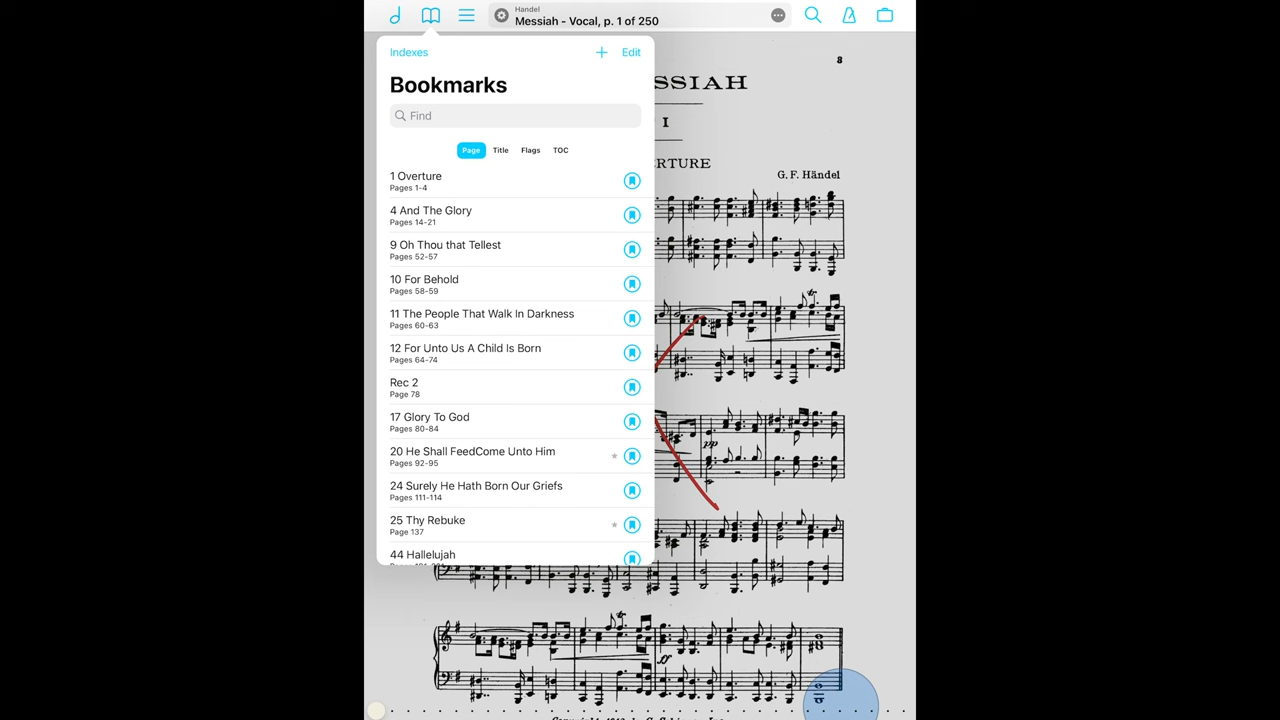 Handel
Messiah - Vocal, p. 1 of 250
Indexes
Edit
Bookmarks
Find
Page Title Flags TOC
1 Overture
Pages 1-4
4 And The Glory
Pages 14-21
9 Oh Thou that Tellest
Pages 52-57
10 For Behold
Pages 58-59
11 The People That Walk In Darkness
Pages 60-63
12 For Unto Us A Child Is Born
Pages 64-74
Rec 2
Page 78
17 Glory To God
Pages 80-84
20 He Shall FeedCome Unto Him
Pages 92-95
24 Surely He Hath Born Our Griefs
Pages 111-114
25 Thy Rebuke
Page 137
44 Hallelujah
8
SSIAH
I
RTURE
G. F. Händel
pp
ff